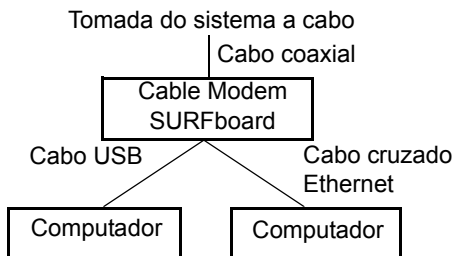 Tomada do sistema a cabo
Cabo coaxial
Cable Modem
SURFboard
Cabo USB
Cabo cruzado
Ethernet
Computador
Computador